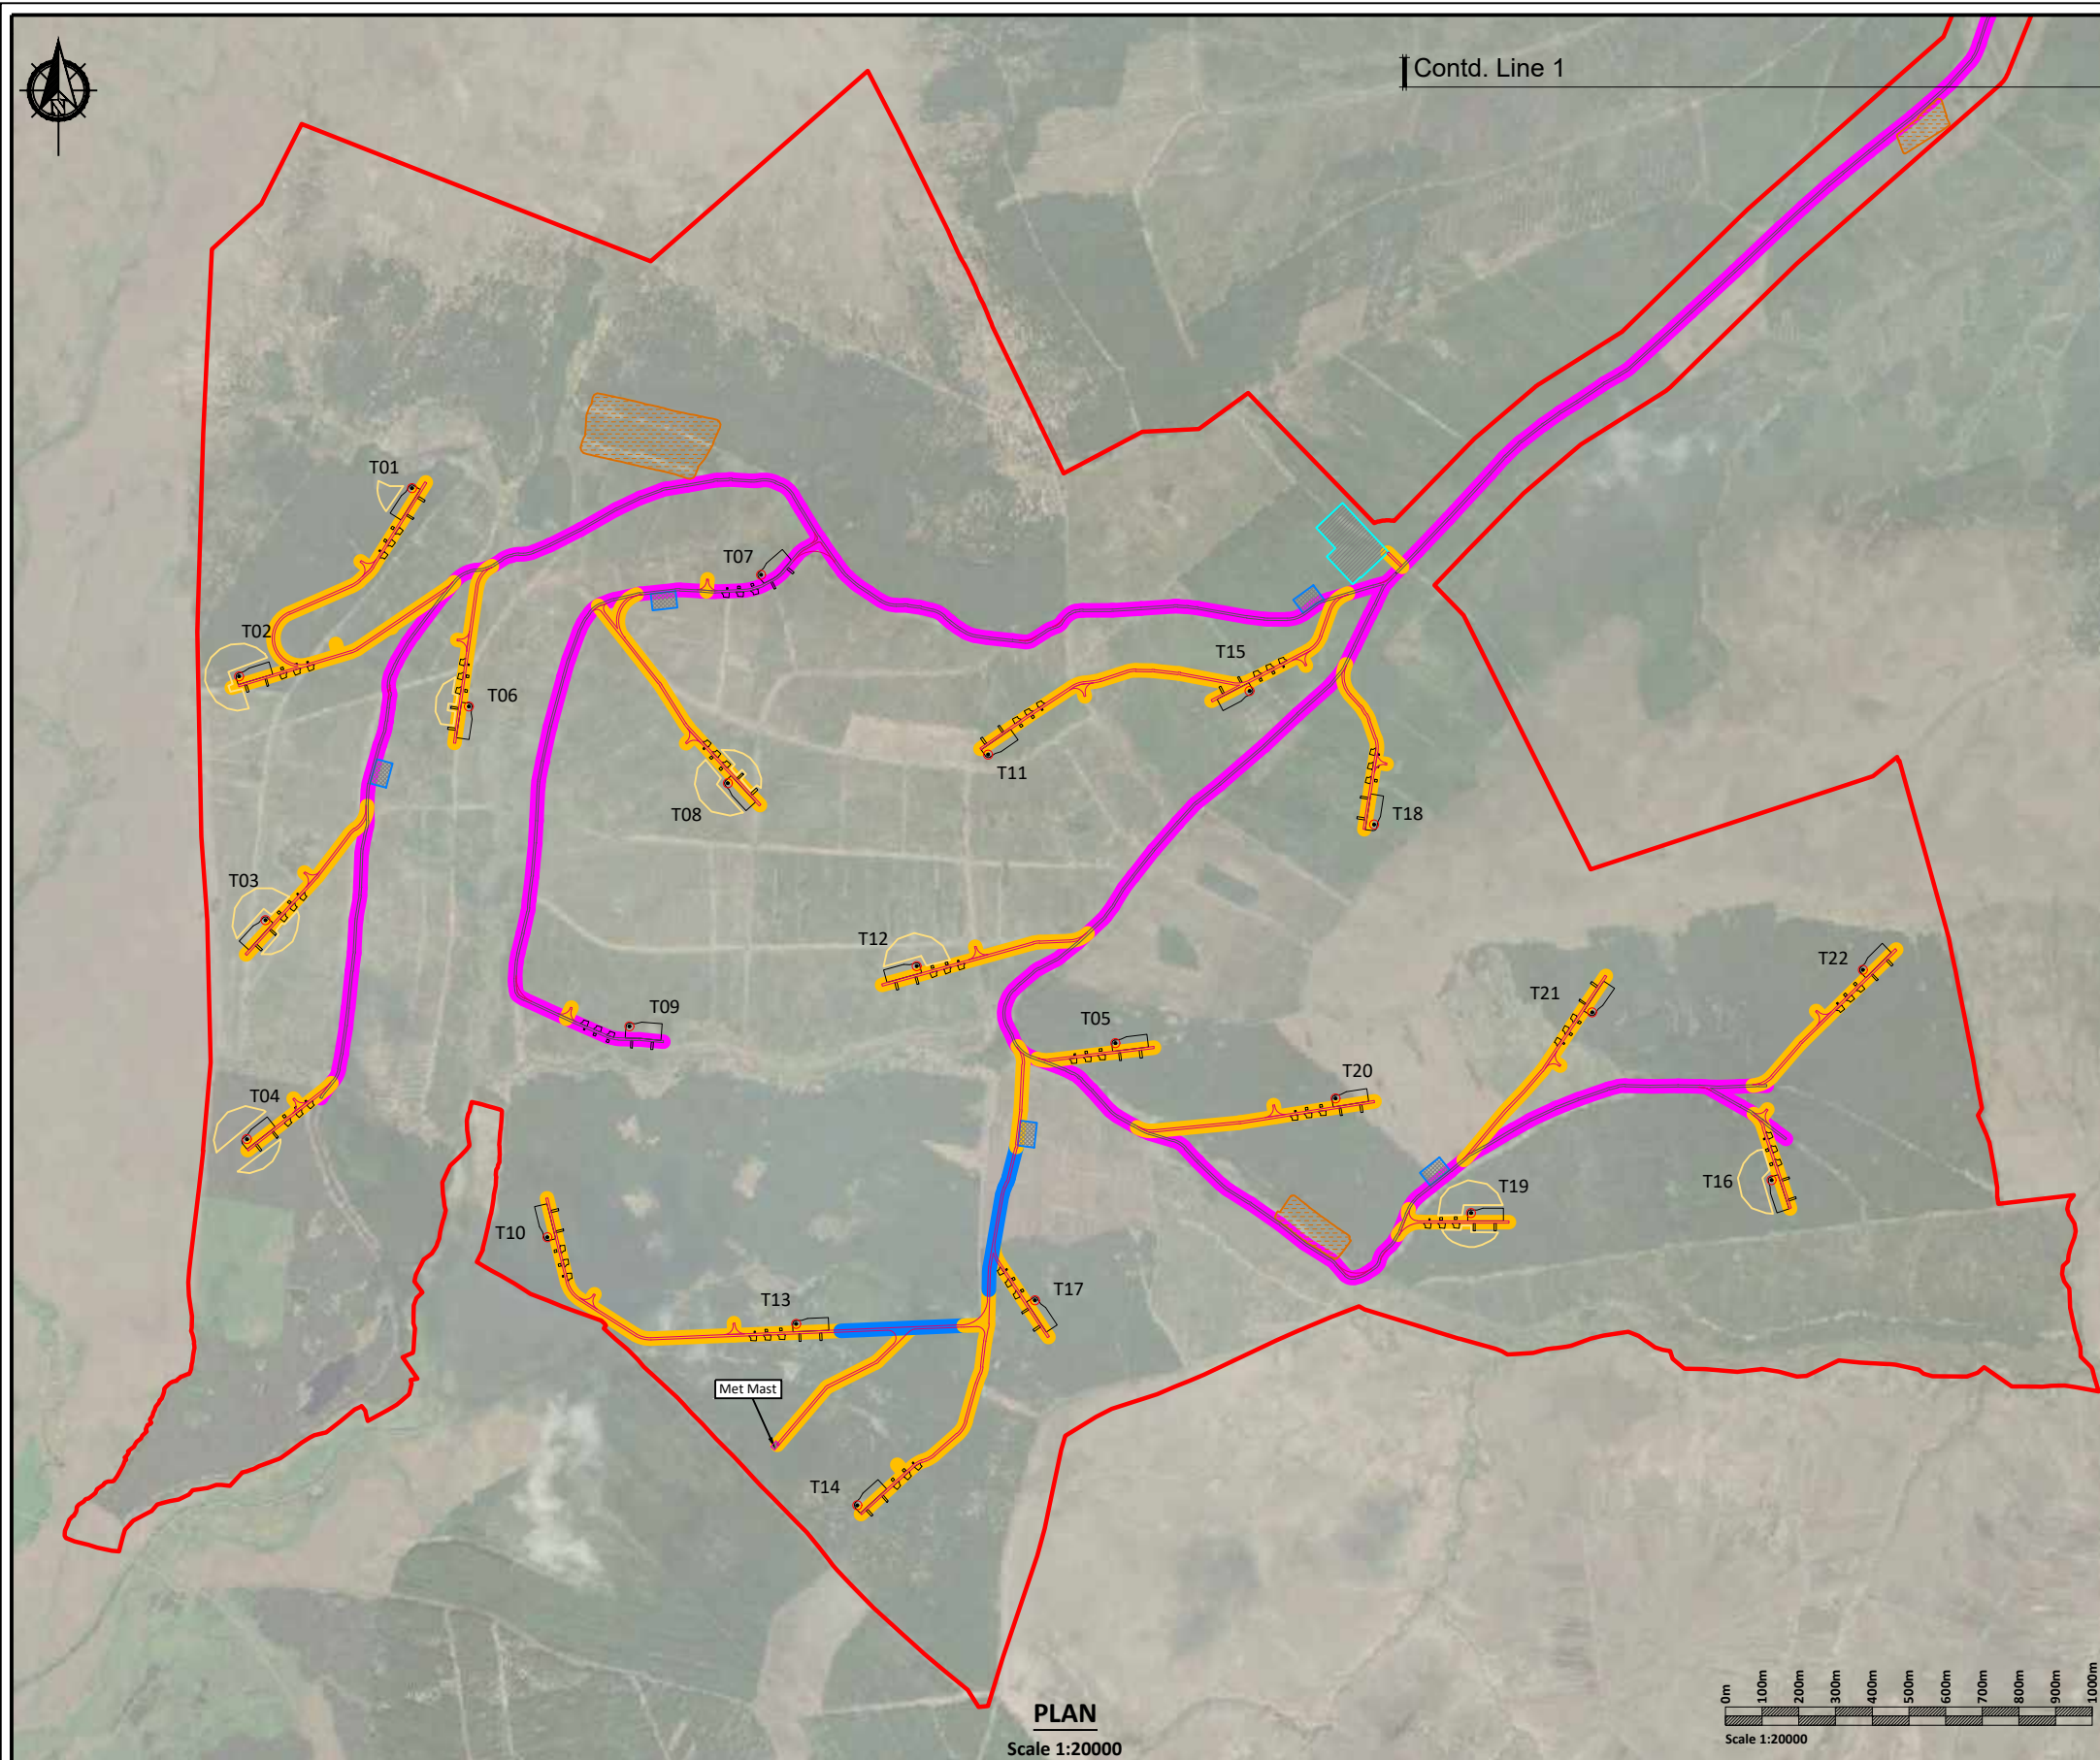 N
Contd. Line 1
T01
T07
T02
T15
T06
T11
T08
T18
T03
T12
T22
T21
T09
T05
T20
T04
T16
T19
T10
T17
T13
Met Mast
T14
0m 100m 200m 300m 400m 500m 600m 700m 800m 900m 1000m
Scale 1:20000
PLAN
Scale 1:20000